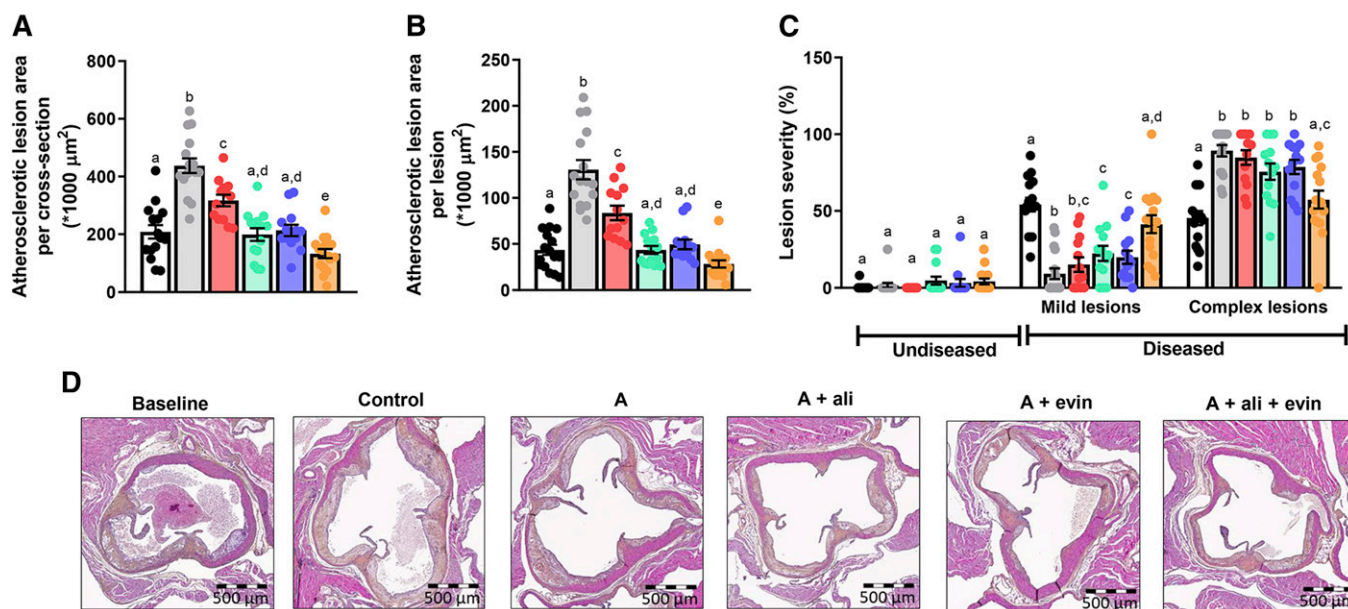 A
Atherosclerotic lesion area
per cross-section
(*1000 µm²)
800
600
400
200
0
a
b
c
a,d
a,d
e
B
Atherosclerotic lesion area
per lesion
(*1000 µm²)
250
200
150
100
50
0
a
b
c
a,d
a,d
e
C
Lesion severity (%)
150
100
50
0
a
a
a
a
a
a
a
b
b,c
c
c
a,d
a
b
b
b
b
a,c
Mild lesions
Complex lesions
Undiseased
Diseased
D
Baseline
Control
A
A + ali
A + evin
A + ali + evin
500 µm
500 µm
500 µm
500 µm
500 µm
500 µm